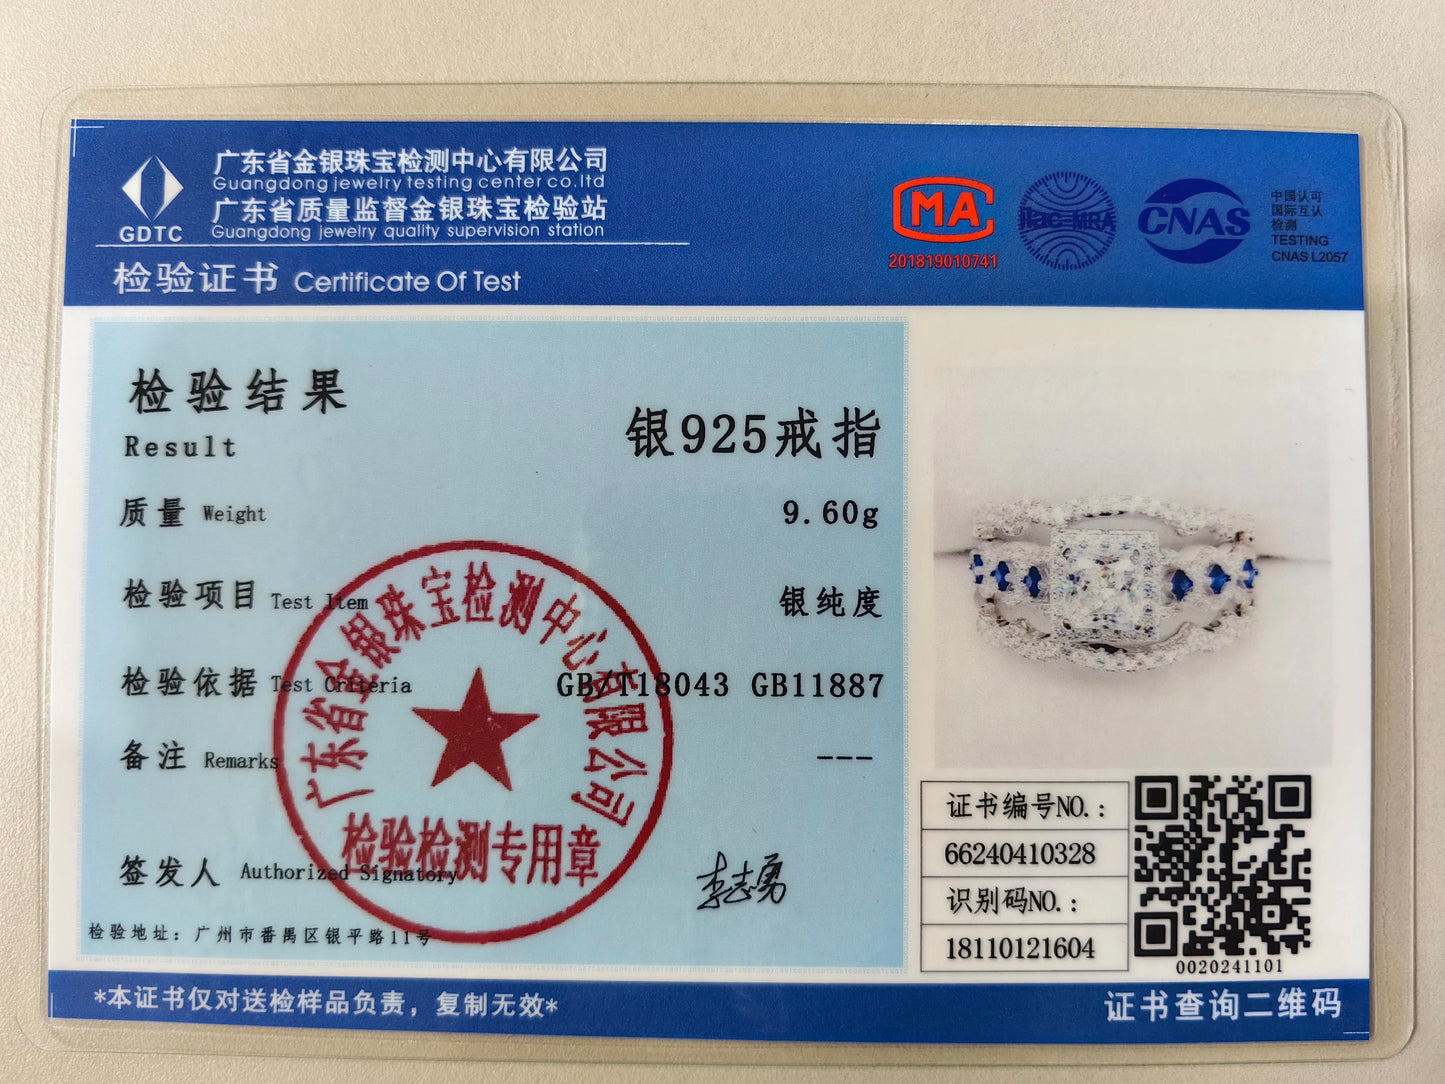 广东省金银珠宝检测中心有限公司
Guangdong jewelry testing center co.ltd
广东省质量监督金银珠宝检验站
Guangdong jewelry quality supervision station
GDTC
检验证书 Certificate Of Test
MA
201819010741
ilac-MRA
CNAS
中国认可
国际互认
检测
TESTING
CNAS L2057
检验结果
Result
银925戒指
质量 Weight 9.60g
检验项目 Test Item 银纯度
检验依据 Test Criteria GB/T18043 GB11887
备注 Remarks ---
签发人 Authorized Signatory 李志勇
广东省金银珠宝检测中心有限公司
检验检测专用章
检验地址：广州市番禺区银平路11号
证书编号NO.：
66240410328
识别码NO.：
18110121604
0020241101
*本证书仅对送检样品负责，复制无效*
证书查询二维码